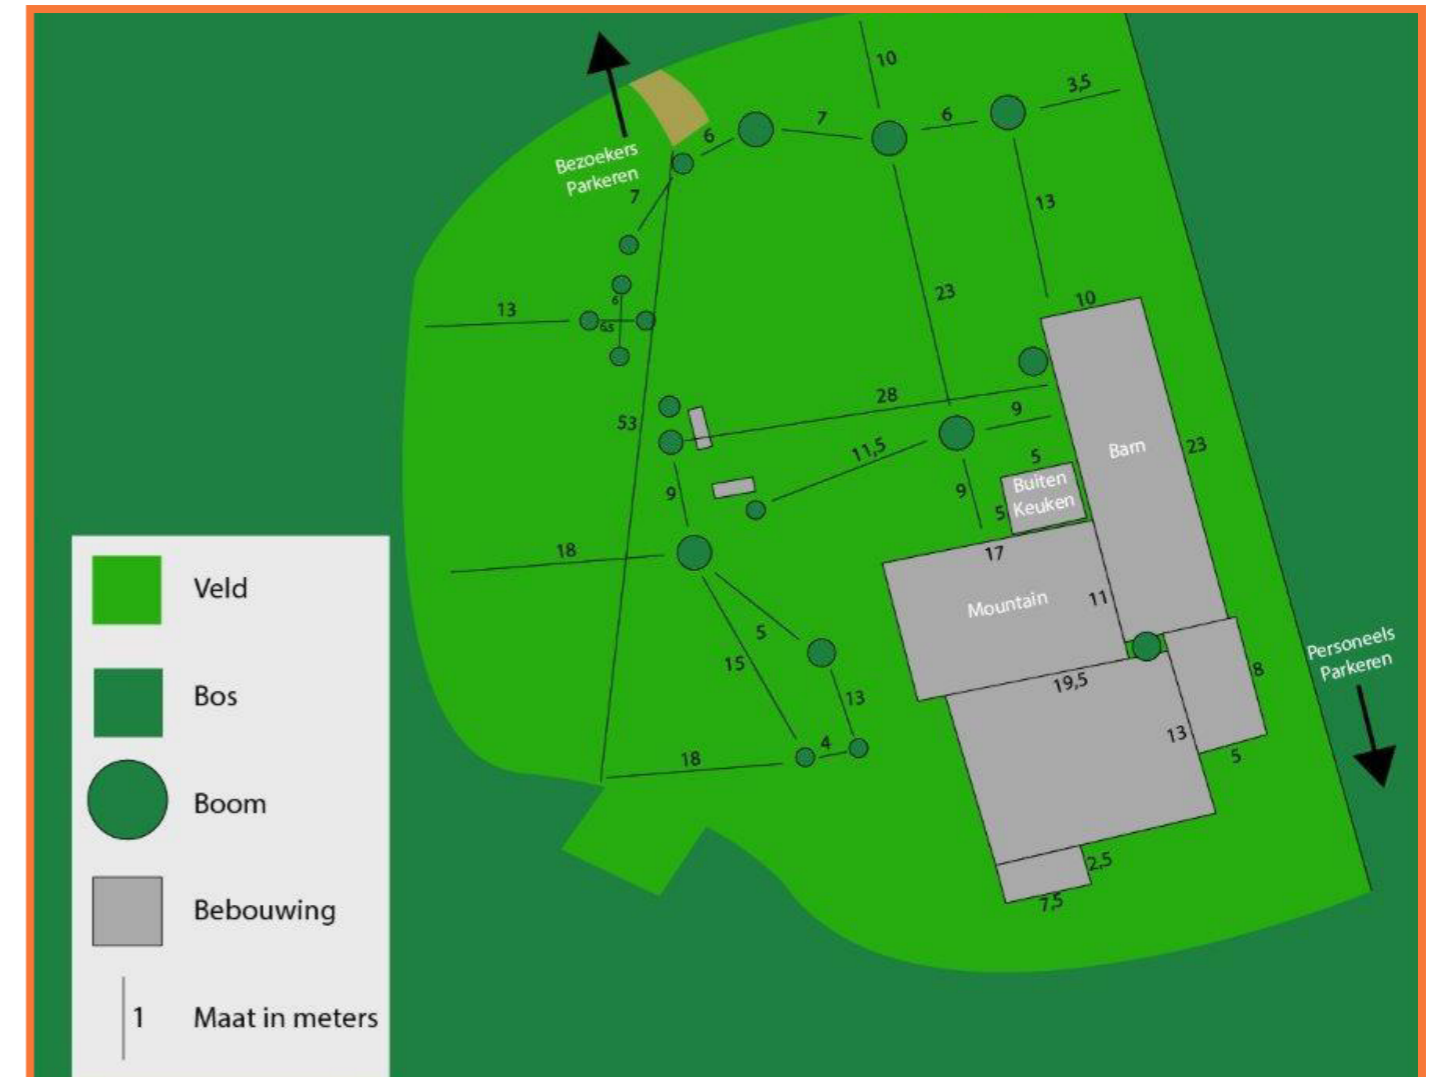 10
3,5
6
7
6
Bezoekers
Parkeren
7
13
23
10
13
6
6,5
28
9
53
11,5
Barn
23
5
Buiten
Keuken
5
9
9
17
18
Mountain
11
5
15
Personeels
Parkeren
8
19,5
13
13
4
18
5
2,5
7,5
Veld
Bos
Boom
Bebouwing
1 Maat in meters